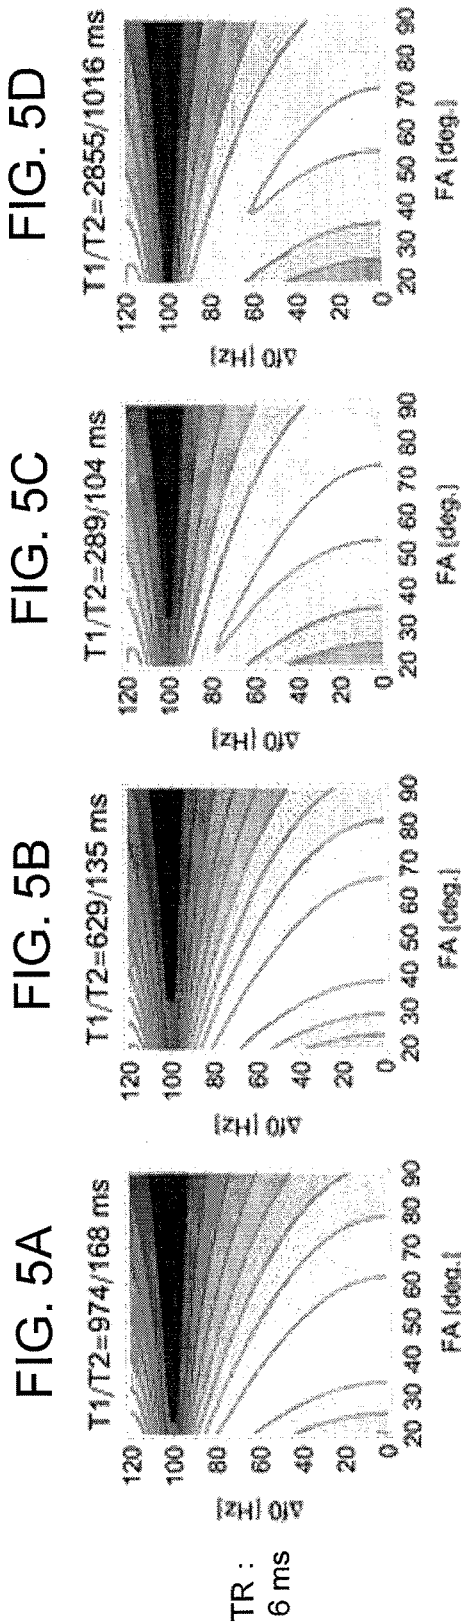 FIG. 5A
T1/T2=974/168 ms
TR :
6 ms
Δf0 [Hz]
120
100
80
60
40
20
0
20 30 40 50 60 70 80 90
FA [deg.]
FIG. 5B
T1/T2=629/135 ms
Δf0 [Hz]
120
100
80
60
40
20
0
20 30 40 50 60 70 80 90
FA [deg.]
FIG. 5C
T1/T2=289/104 ms
Δf0 [Hz]
120
100
80
60
40
20
0
20 30 40 50 60 70 80 90
FA [deg.]
FIG. 5D
T1/T2=2855/1016 ms
Δf0 [Hz]
120
100
80
60
40
20
0
20 30 40 50 60 70 80 90
FA [deg.]